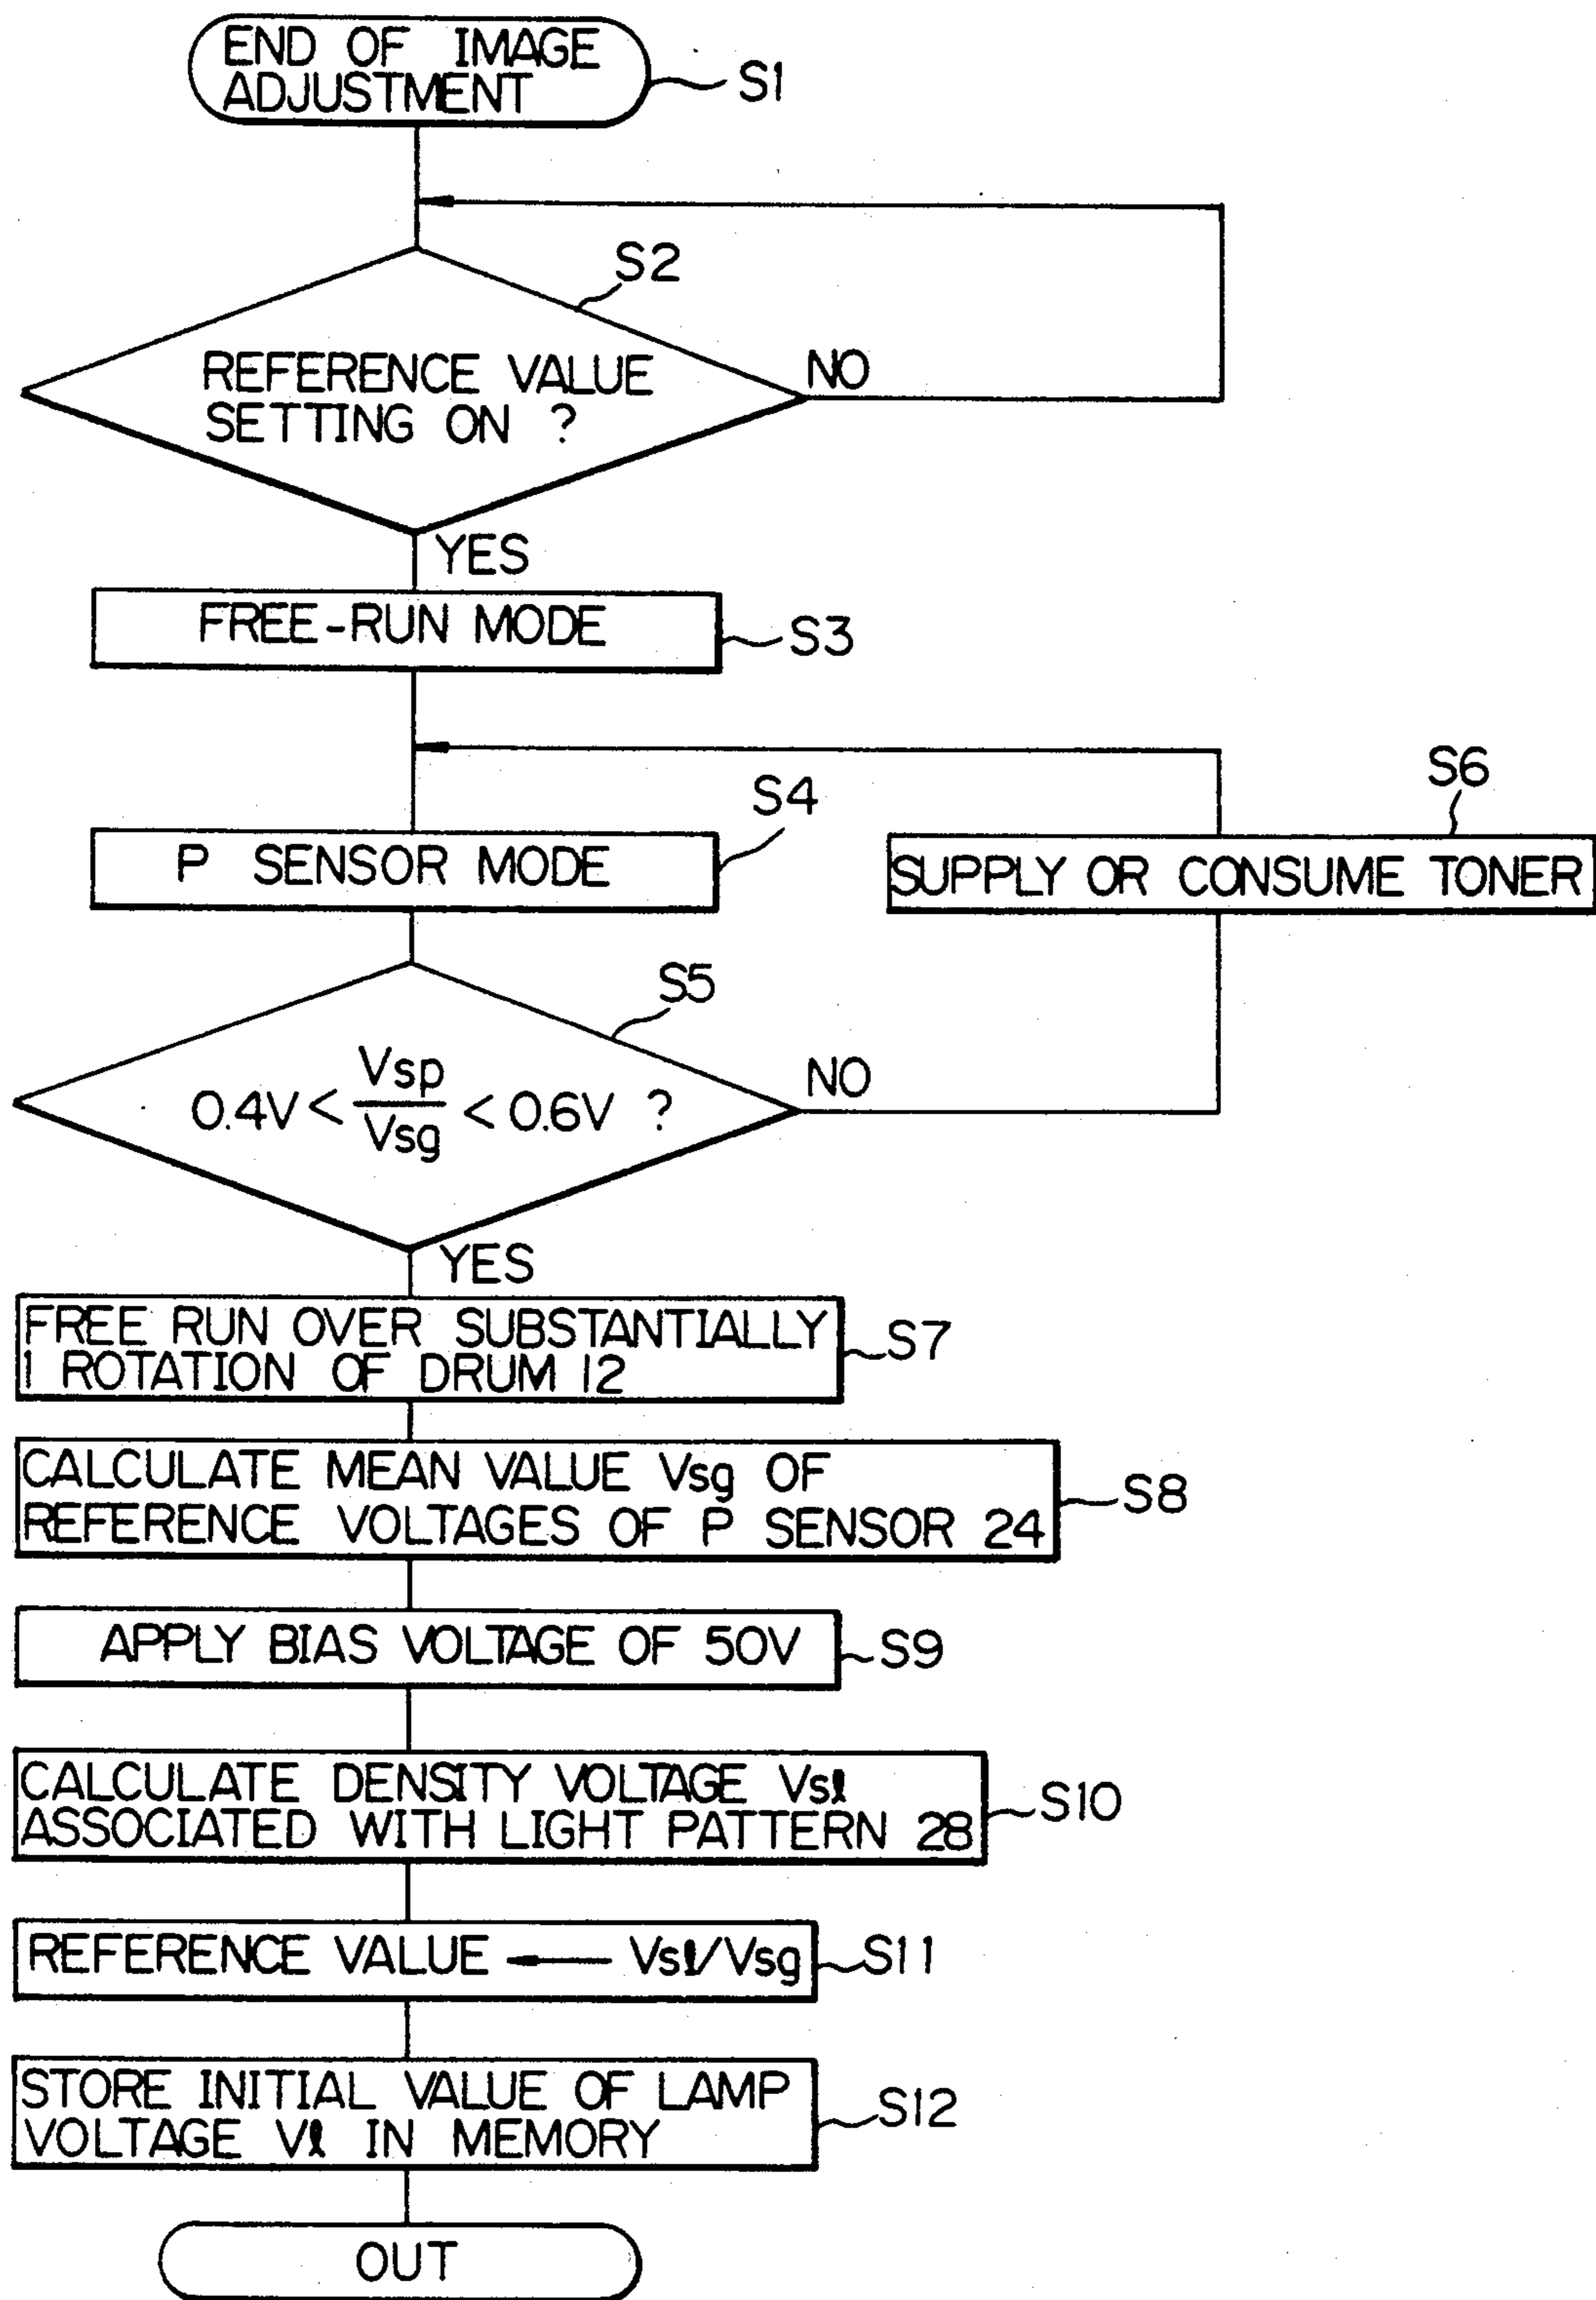 END OF IMAGE
ADJUSTMENT
S1
S2
REFERENCE VALUE
SETTING ON ?
NO
YES
FREE-RUN MODE
S3
S4
P SENSOR MODE
S6
SUPPLY OR CONSUME TONER
S5
0.4V < Vsp/Vsg < 0.6V ?
NO
YES
FREE RUN OVER SUBSTANTIALLY
1 ROTATION OF DRUM 12
S7
CALCULATE MEAN VALUE Vsg OF
REFERENCE VOLTAGES OF P SENSOR 24
S8
APPLY BIAS VOLTAGE OF 50V
S9
CALCULATE DENSITY VOLTAGE Vsl
ASSOCIATED WITH LIGHT PATTERN 28
S10
REFERENCE VALUE ← Vsl/Vsg
S11
STORE INITIAL VALUE OF LAMP
VOLTAGE Vl IN MEMORY
S12
OUT